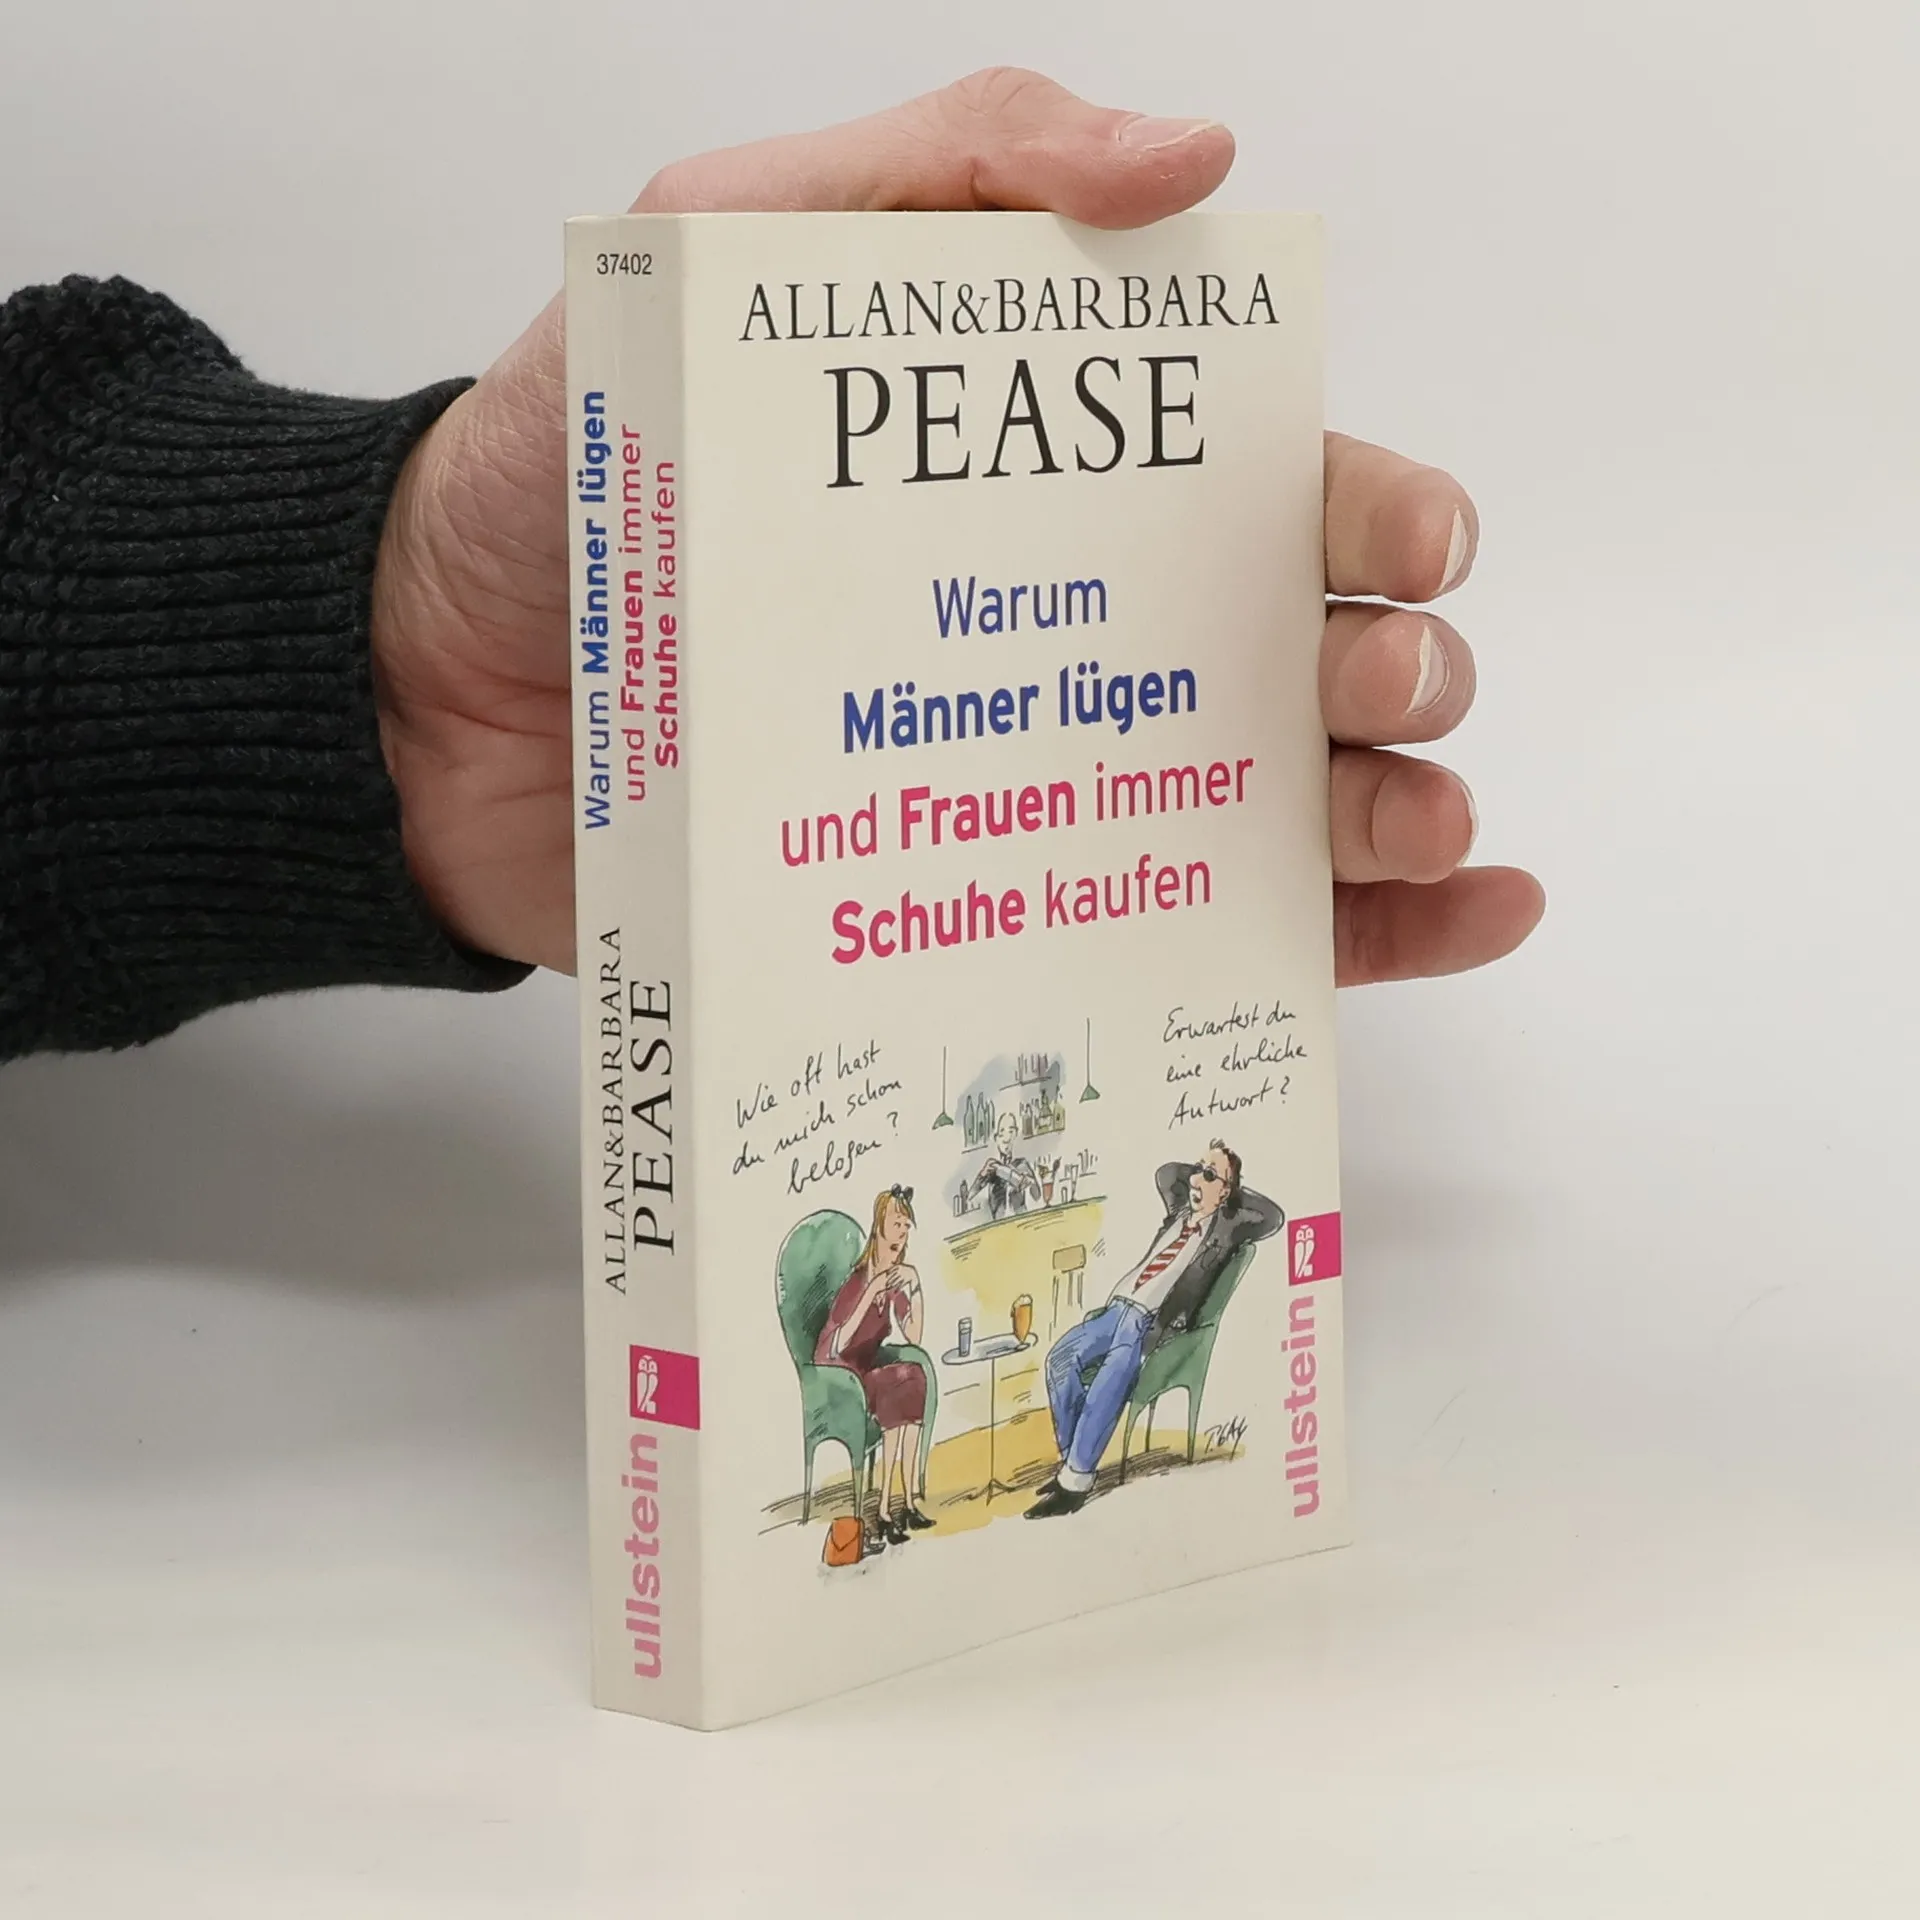 37402
Warum Männer lügen
und Frauen immer
Schuhe kaufen
ALLAN&BARBARA
PEASE
ullstein
ALLAN&BARBARA
PEASE
Warum
Männer lügen
und Frauen immer
Schuhe kaufen
Wie oft hast
du mich schon
belogen?
Erwartest du
eine ehrliche
Antwort?
T.GAY
ullstein